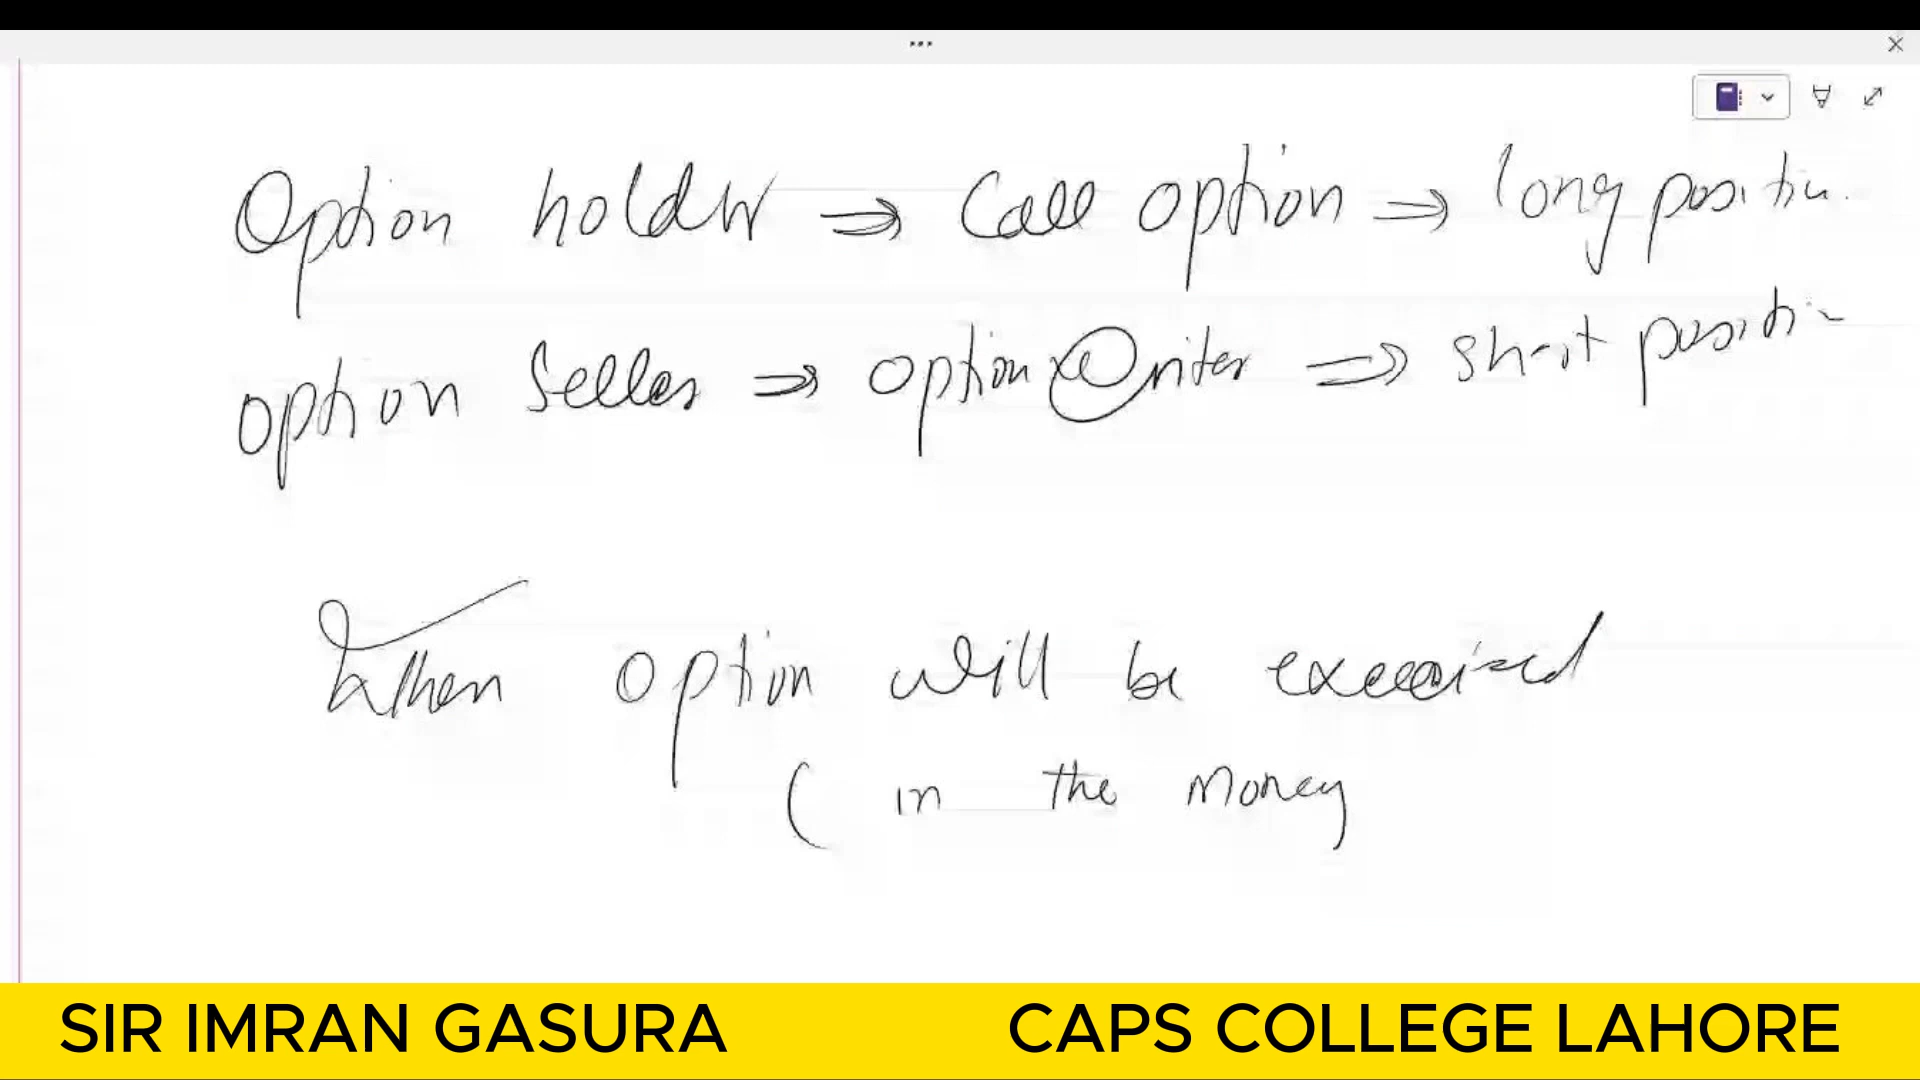 Option holder ⇒ Call option ⇒ long position
option seller ⇒ option writer ⇒ short position
When option will be exercised
( in the money
SIR IMRAN GASURA
CAPS COLLEGE LAHORE